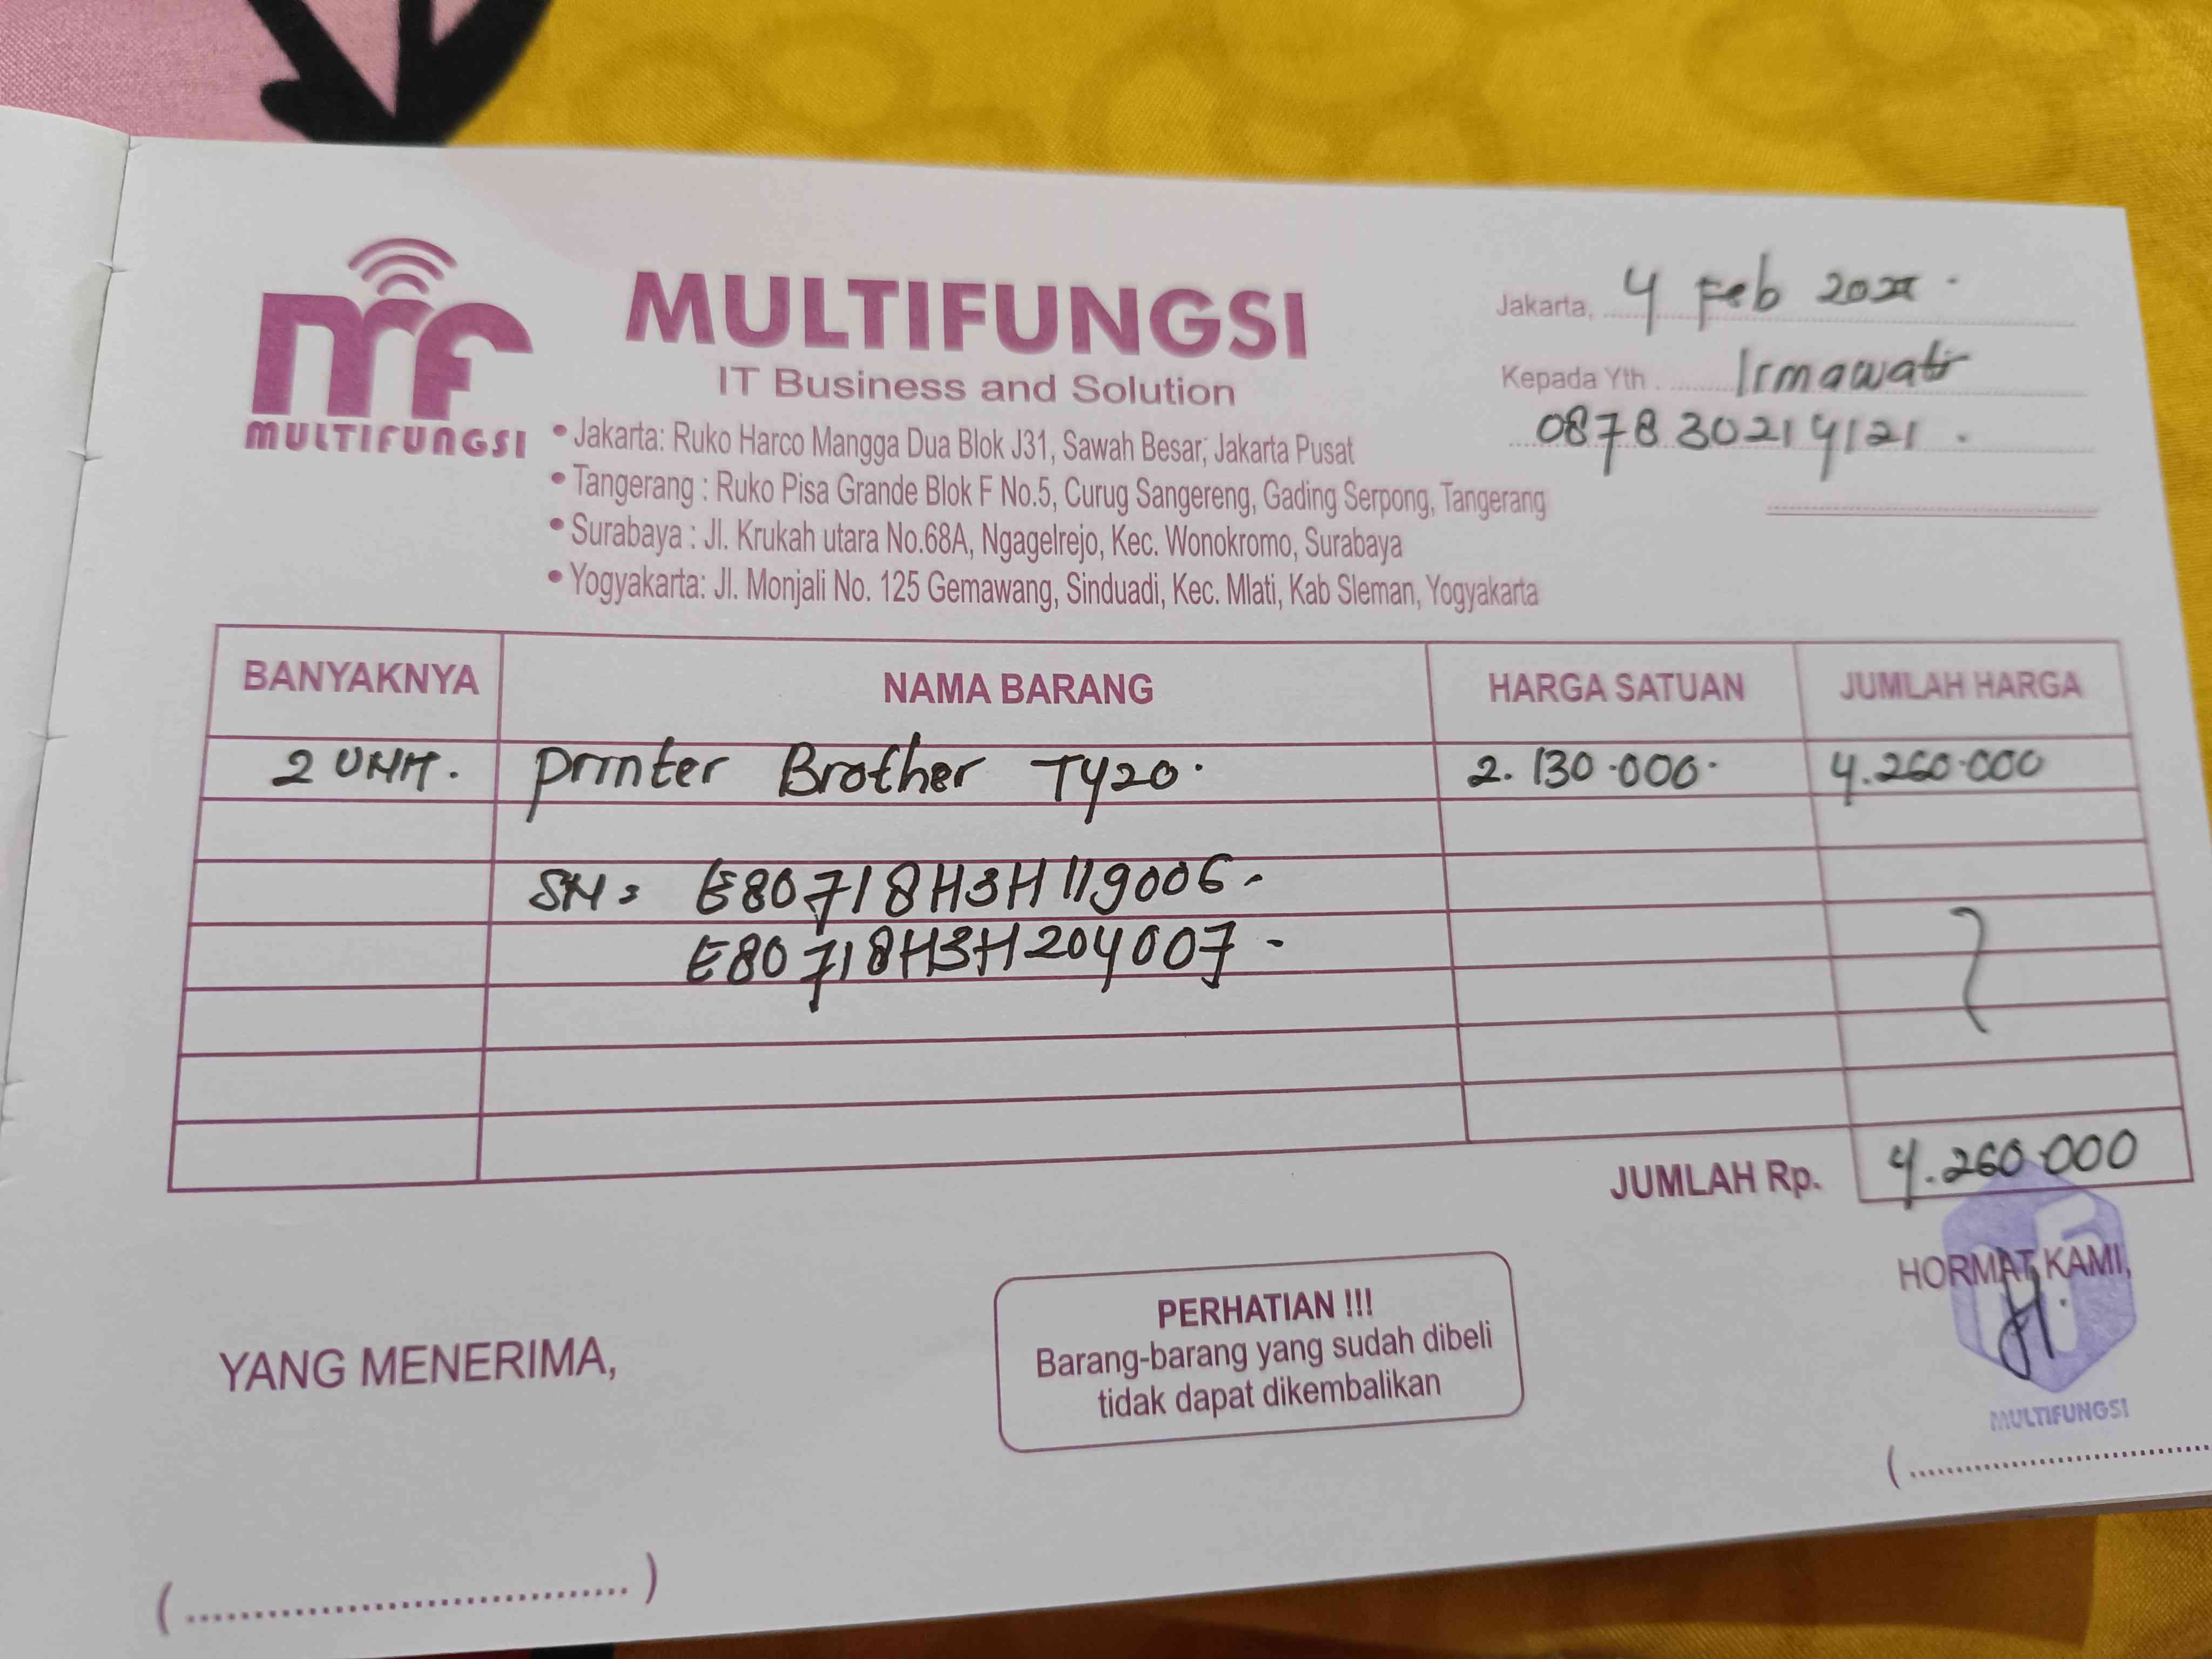 MULTIFUNGSI
MULTIFUNGSI
IT Business and Solution
• Jakarta: Ruko Harco Mangga Dua Blok J31, Sawah Besar, Jakarta Pusat
• Tangerang : Ruko Pisa Grande Blok F No.5, Curug Sangereng, Gading Serpong, Tangerang
• Surabaya : Jl. Krukah utara No.68A, Ngagelrejo, Kec. Wonokromo, Surabaya
• Yogyakarta: Jl. Monjali No. 125 Gemawang, Sinduadi, Kec. Mlati, Kab Sleman, Yogyakarta
Jakarta, 4 Feb
Kepada Yth. Irmawati
087830214121.
BANYAKNYA NAMA BARANG HARGA SATUAN JUMLAH HARGA
2 Unit. Printer Brother T420. 2.130.000. 4.260.000
SN: E80718H3H119006-
E80718H3H204007-
JUMLAH Rp. 4.260.000
YANG MENERIMA,
PERHATIAN !!!
Barang-barang yang sudah dibeli
tidak dapat dikembalikan
HORMAT KAMI,
MULTIFUNGSI